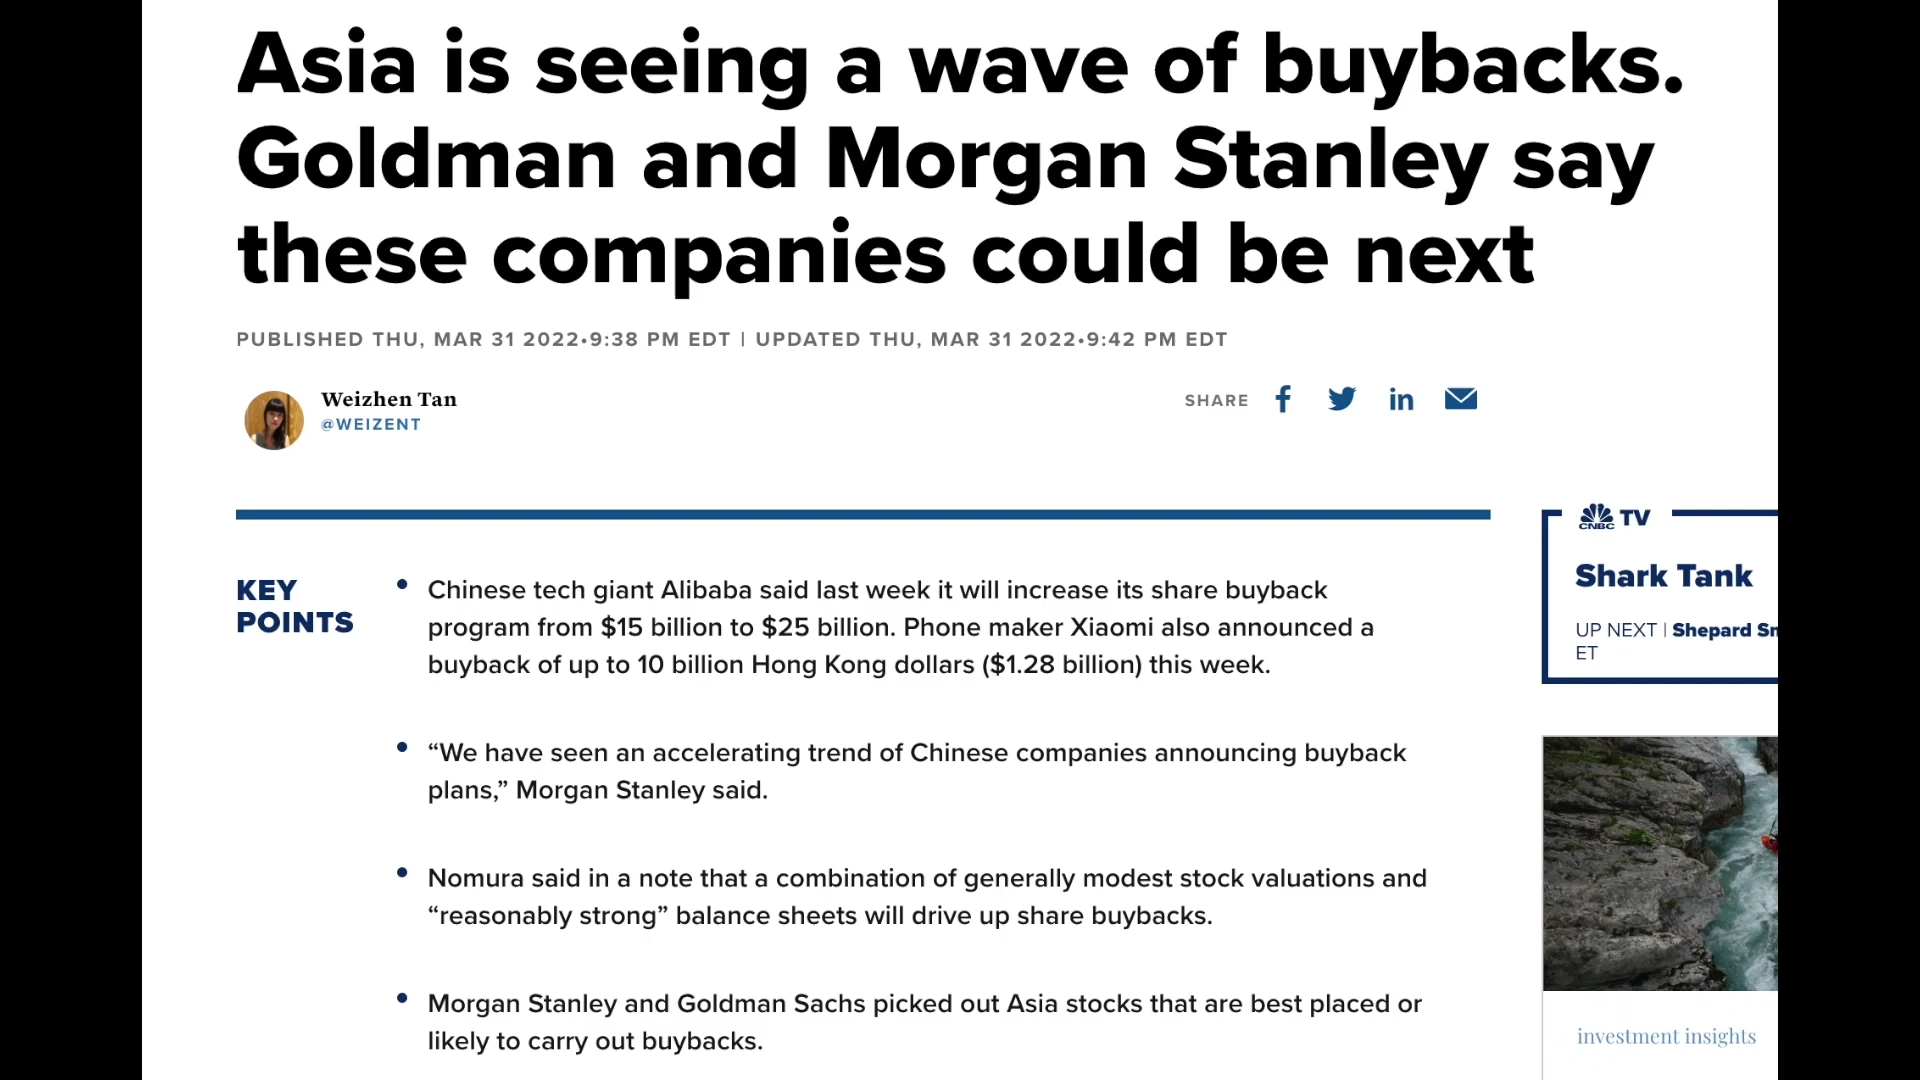 Asia is seeing a wave of buybacks.
Goldman and Morgan Stanley say
these companies could be next
PUBLISHED THU, MAR 31 2022•9:38 PM EDT | UPDATED THU, MAR 31 2022•9:42 PM EDT
Weizhen Tan
@WEIZENT
SHARE
KEY
POINTS
• Chinese tech giant Alibaba said last week it will increase its share buyback
program from $15 billion to $25 billion. Phone maker Xiaomi also announced a
buyback of up to 10 billion Hong Kong dollars ($1.28 billion) this week.
• “We have seen an accelerating trend of Chinese companies announcing buyback
plans,” Morgan Stanley said.
• Nomura said in a note that a combination of generally modest stock valuations and
“reasonably strong” balance sheets will drive up share buybacks.
• Morgan Stanley and Goldman Sachs picked out Asia stocks that are best placed or
likely to carry out buybacks.
CNBC TV
Shark Tank
UP NEXT | Shepard
ET
investment insights